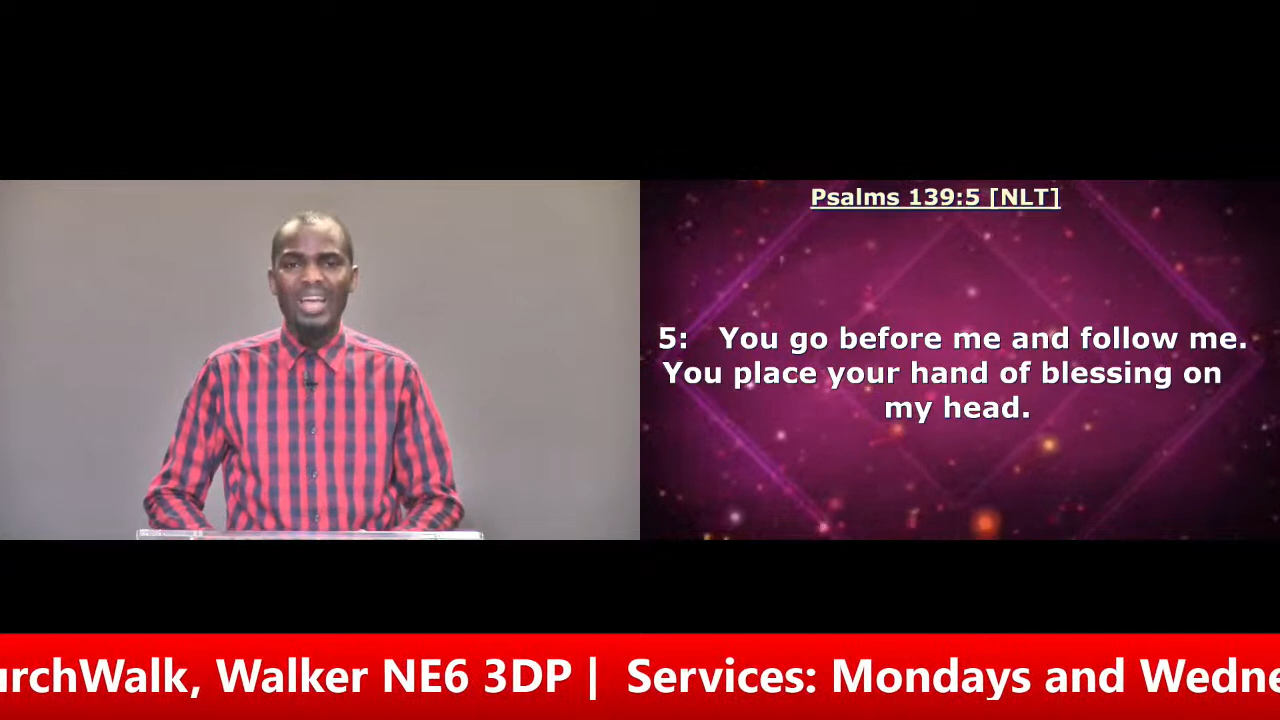 Psalms 139:5 [NLT]
5: You go before me and follow me.
You place your hand of blessing on
my head.
urchWalk, Walker NE6 3DP | Services: Mondays and Wedne